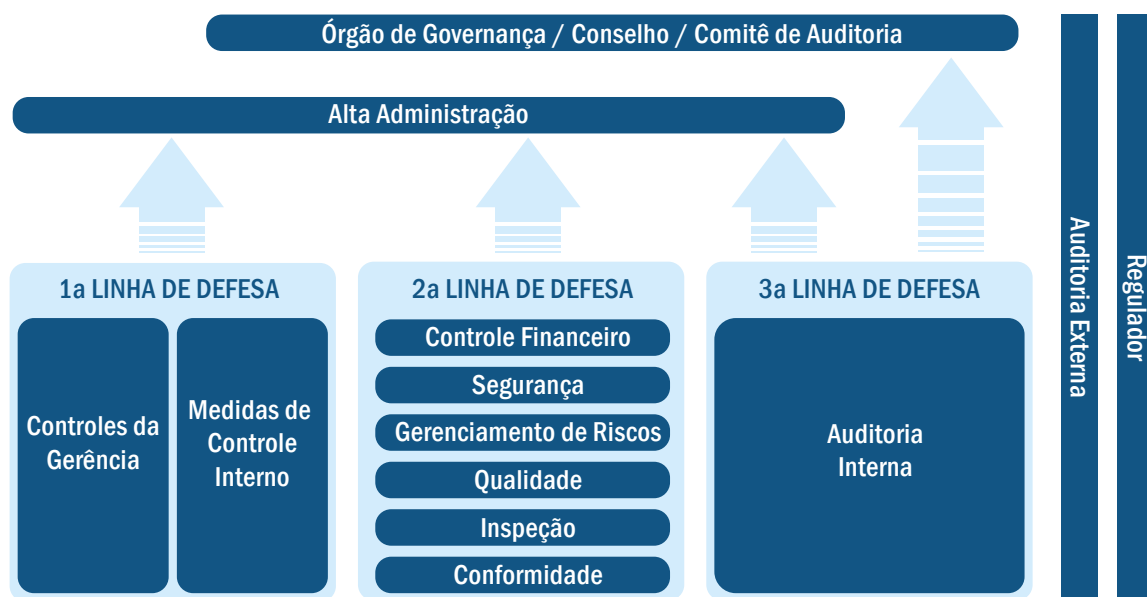 Órgão de Governança / Conselho / Comitê de Auditoria
Alta Administração
1a LINHA DE DEFESA
Controles da
Gerência
Medidas de
Controle
Interno
2a LINHA DE DEFESA
Controle Financeiro
Segurança
Gerenciamento de Riscos
Qualidade
Inspeção
Conformidade
3a LINHA DE DEFESA
Auditoria
Interna
Auditoria Externa
Regulador